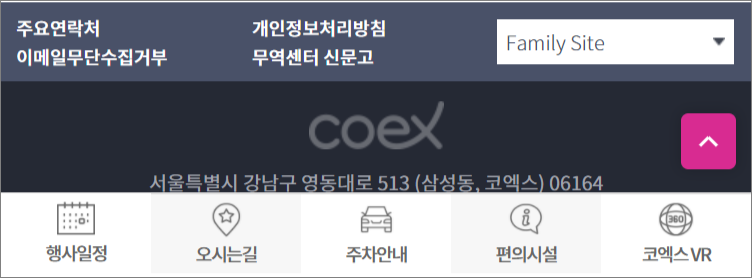 주요연락처 개인정보처리방침
이메일무단수집거부 무역센터 신문고
Family Site
coex
서울특별시 강남구 영동대로 513 (삼성동, 코엑스) 06164
행사일정 오시는길 주차안내 편의시설 360 코엑스 VR